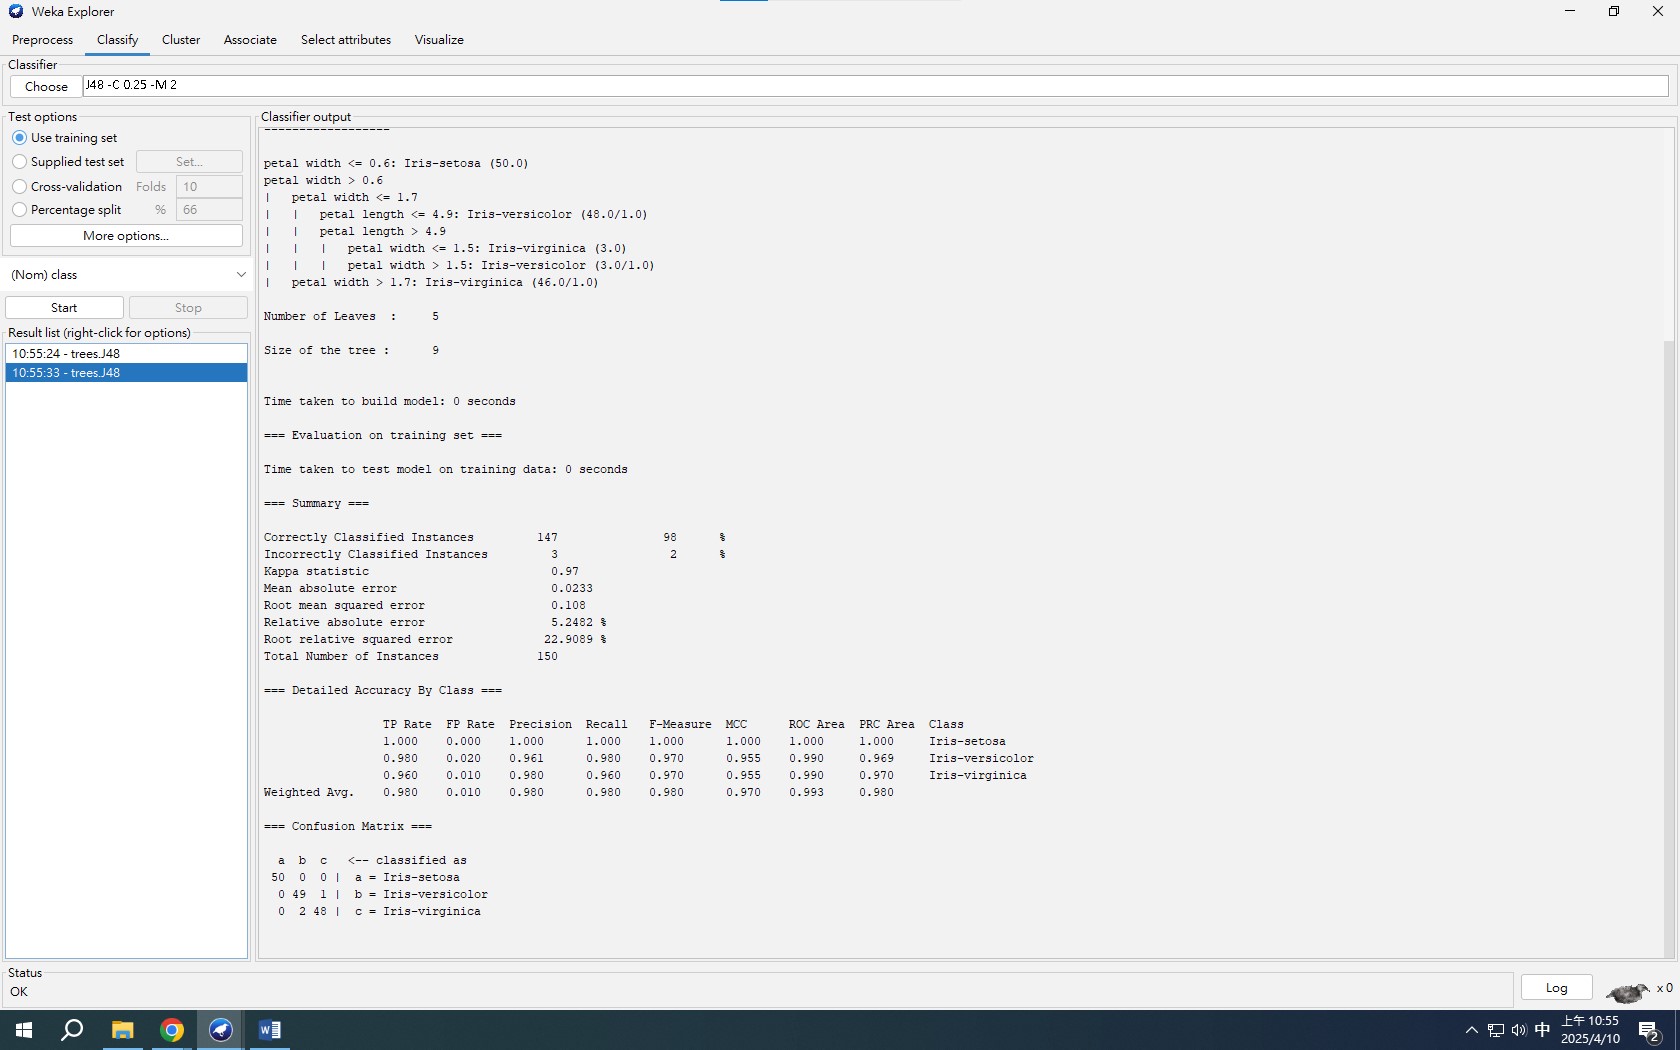 Weka Explorer
Preprocess Classify Cluster Associate Select attributes Visualize
Classifier
Choose J48 -C 0.25 -M 2
Test options
Use training set
Supplied test set Set...
Cross-validation Folds 10
Percentage split % 66
More options...
(Nom) class
Start Stop
Result list (right-click for options)
10:55:24 - trees.J48
10:55:33 - trees.J48
Classifier output
------------------
petal width <= 0.6: Iris-setosa (50.0)
petal width > 0.6
|   petal width <= 1.7
|   |   petal length <= 4.9: Iris-versicolor (48.0/1.0)
|   |   petal length > 4.9
|   |   |   petal width <= 1.5: Iris-virginica (3.0)
|   |   |   petal width > 1.5: Iris-versicolor (3.0/1.0)
|   petal width > 1.7: Iris-virginica (46.0/1.0)
Number of Leaves  :     5
Size of the tree :      9
Time taken to build model: 0 seconds
=== Evaluation on training set ===
Time taken to test model on training data: 0 seconds
=== Summary ===
Correctly Classified Instances         147               98      %
Incorrectly Classified Instances         3                2      %
Kappa statistic                          0.97
Mean absolute error                      0.0233
Root mean squared error                  0.108
Relative absolute error                  5.2482 %
Root relative squared error             22.9089 %
Total Number of Instances              150
=== Detailed Accuracy By Class ===
TP Rate  FP Rate  Precision  Recall   F-Measure  MCC      ROC Area  PRC Area  Class
1.000    0.000    1.000      1.000    1.000      1.000    1.000     1.000     Iris-setosa
0.980    0.020    0.961      0.980    0.970      0.955    0.990     0.969     Iris-versicolor
0.960    0.010    0.980      0.960    0.970      0.955    0.990     0.970     Iris-virginica
Weighted Avg.    0.980    0.010    0.980      0.980    0.980      0.970    0.993     0.980
=== Confusion Matrix ===
a  b  c   <-- classified as
50  0  0 |  a = Iris-setosa
0 49  1 |  b = Iris-versicolor
0  2 48 |  c = Iris-virginica
Status
OK
Log x 0
中
上午 10:55
2025/4/10
2